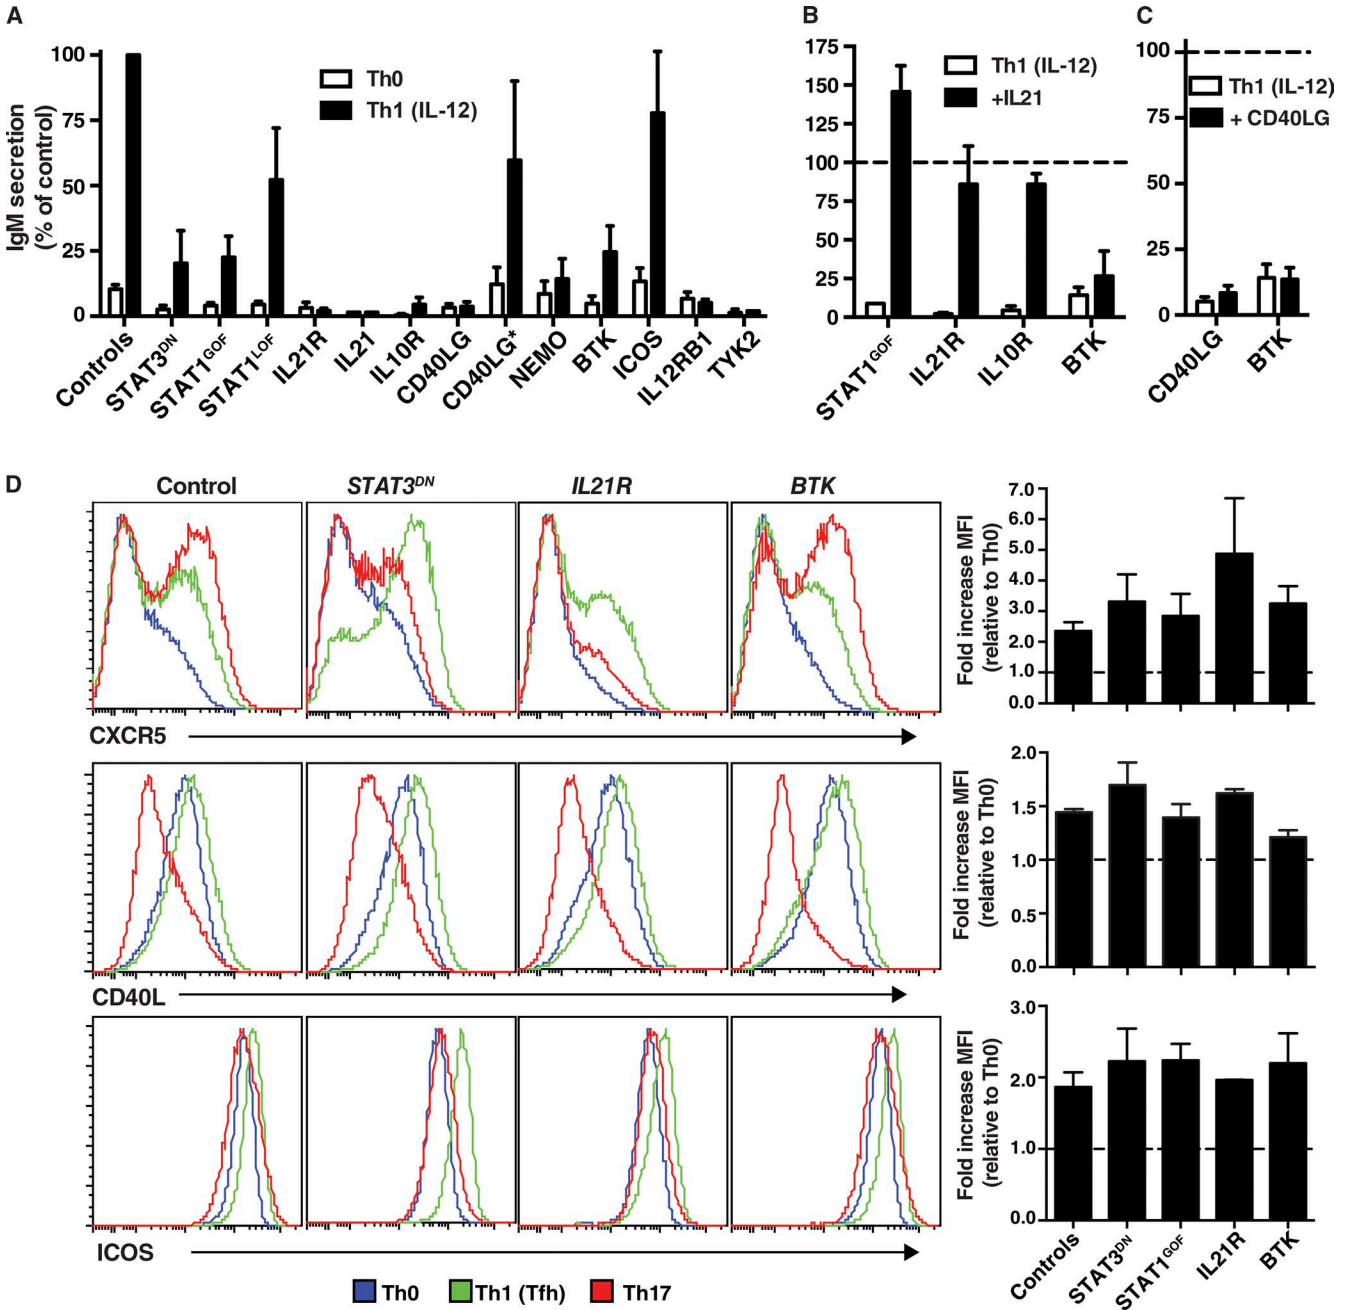 A
IgM secretion
(% of control)
100
75
50
25
0
Th0
Th1 (IL-12)
Controls
STAT3DN
STAT1GOF
STAT1LOF
IL21R
IL21
IL10R
CD40LG
CD40LG*
NEMO
BTK
ICOS
IL12RB1
TYK2
B
175
150
125
100
75
50
25
0
Th1 (IL-12)
+IL21
STAT1GOF
IL21R
IL10R
BTK
C
100
75
50
25
0
Th1 (IL-12)
+ CD40LG
CD40LG
BTK
D
Control
STAT3DN
IL21R
BTK
CXCR5
Fold increase MFI
(relative to Th0)
7.0
6.0
5.0
4.0
3.0
2.0
1.0
0.0
CD40L
Fold increase MFI
(relative to Th0)
2.0
1.5
1.0
0.5
0.0
ICOS
Fold increase MFI
(relative to Th0)
3.0
2.0
1.0
0.0
Controls
STAT3DN
STAT1GOF
IL21R
BTK
Th0
Th1 (Tfh)
Th17